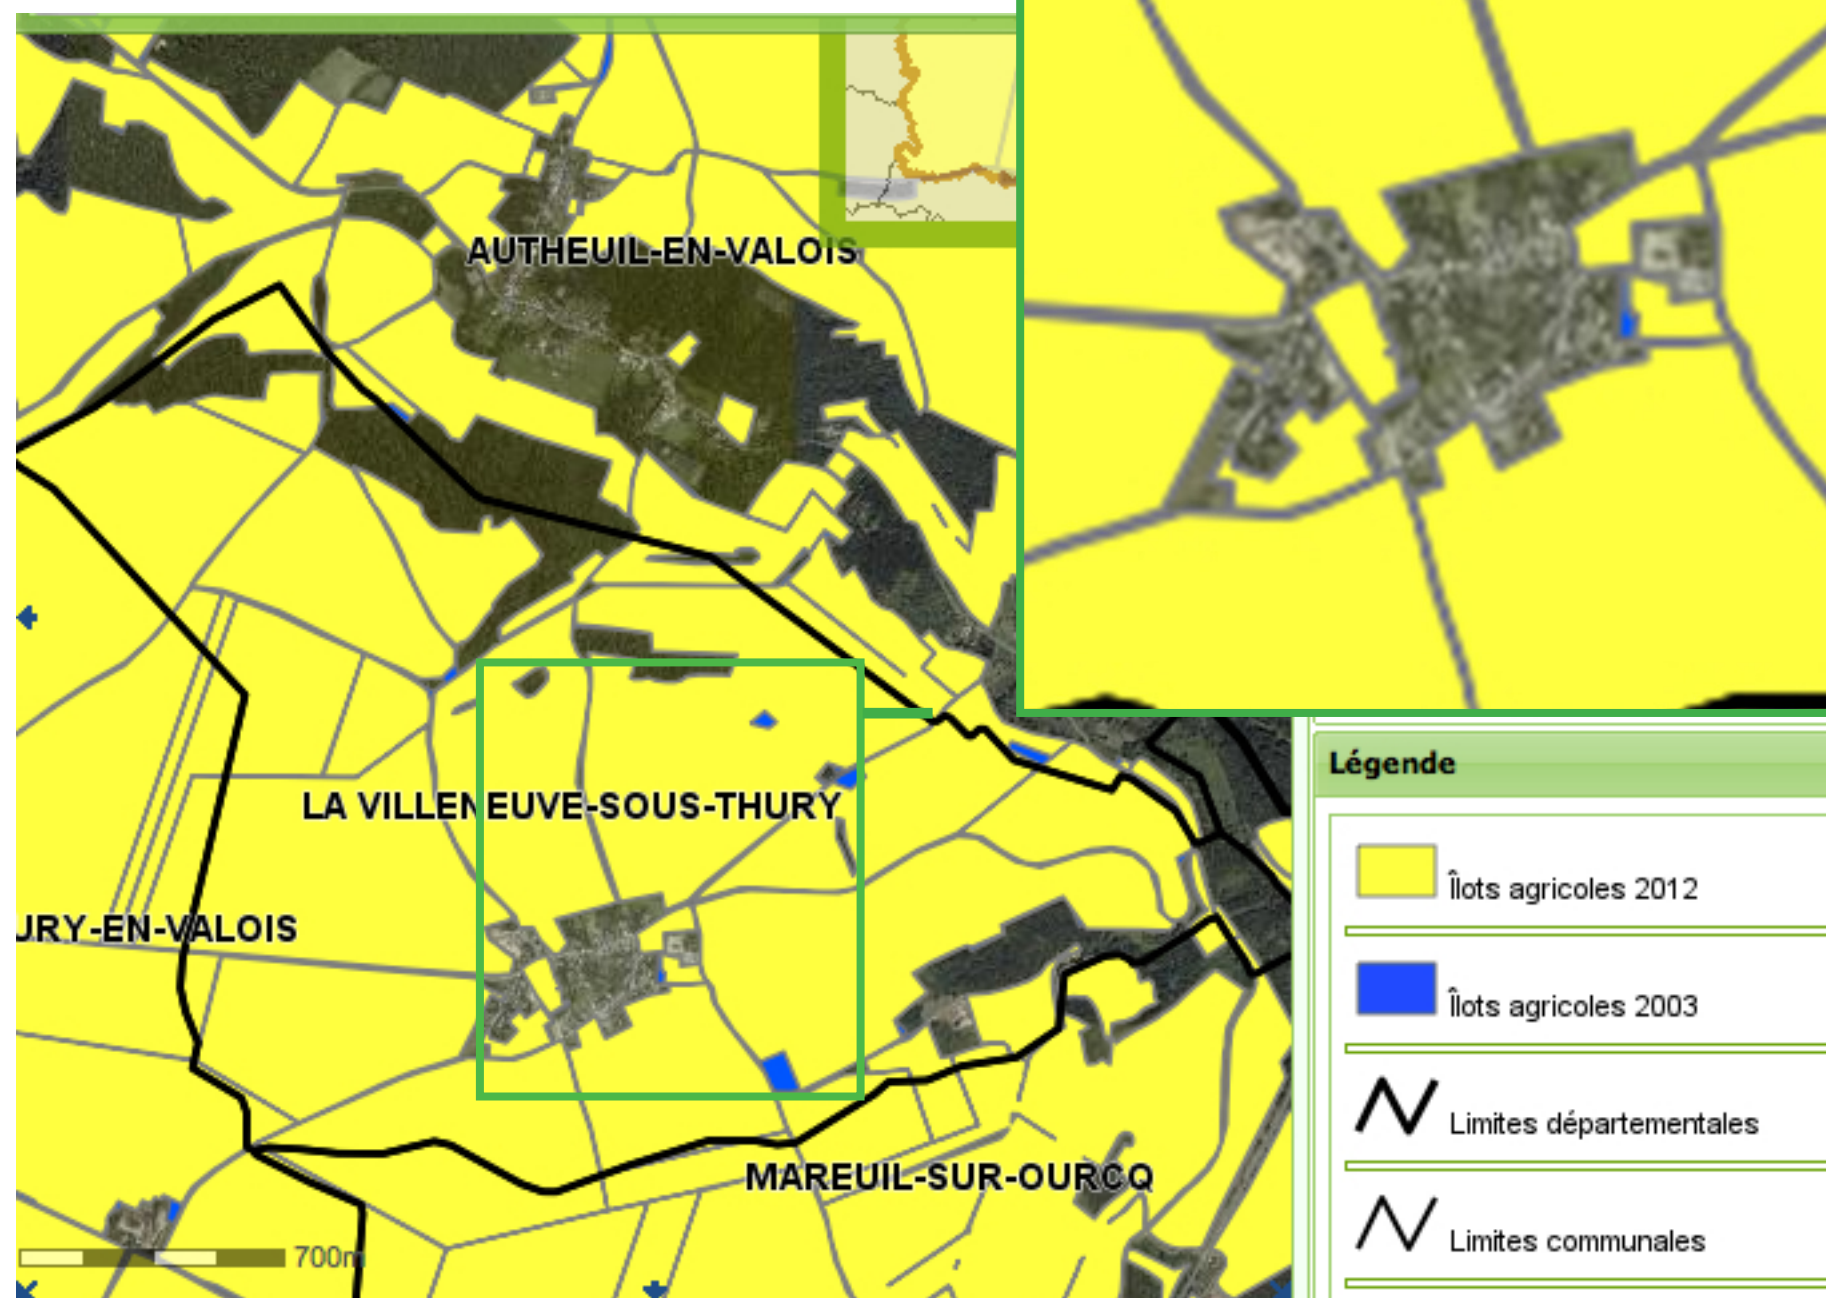 AUTHEUIL-EN-VALOIS
LA VILLENEUVE-SOUS-THURY
URY-EN-VALOIS
MAREUIL-SUR-OURCQ
700m
Légende
Îlots agricoles 2012
Îlots agricoles 2003
Limites départementales
Limites communales